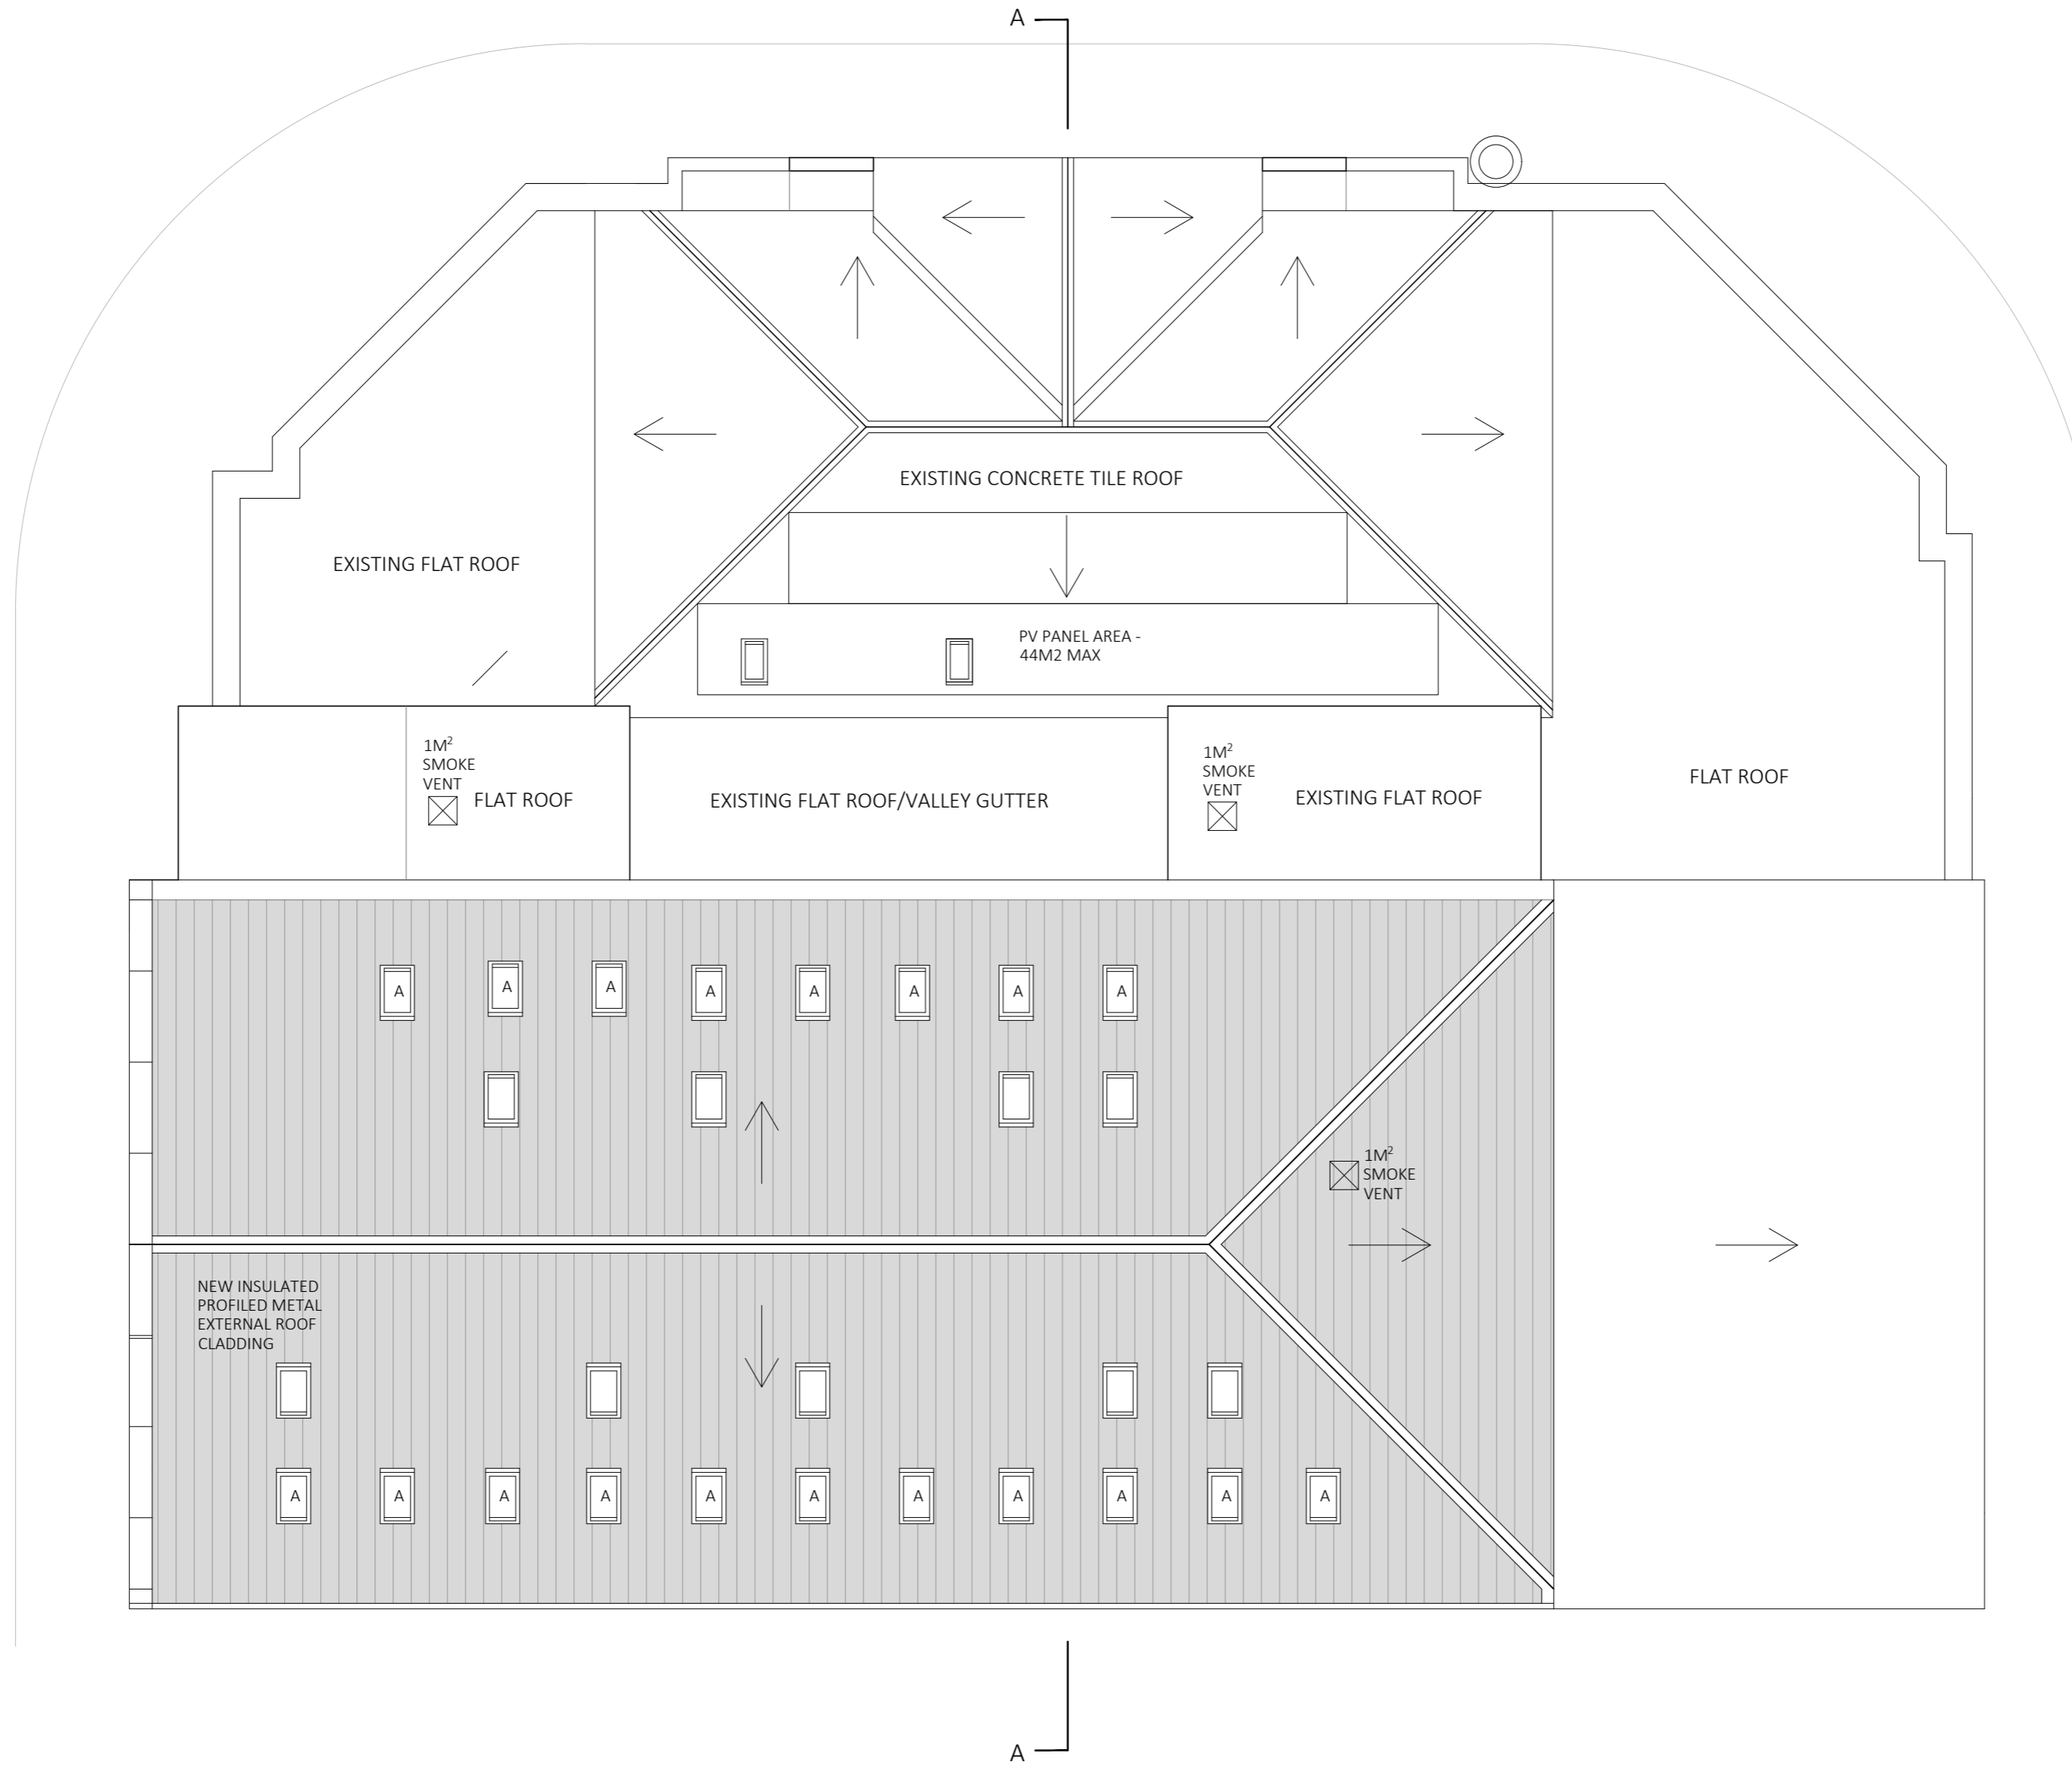 A
EXISTING CONCRETE TILE ROOF
EXISTING FLAT ROOF
PV PANEL AREA -
44M2 MAX
1M²
SMOKE
VENT
FLAT ROOF
EXISTING FLAT ROOF/VALLEY GUTTER
1M²
SMOKE
VENT
EXISTING FLAT ROOF
FLAT ROOF
A A A A A A A A
1M²
SMOKE
VENT
NEW INSULATED
PROFILED METAL
EXTERNAL ROOF
CLADDING
A A A A A A A A A A A
A